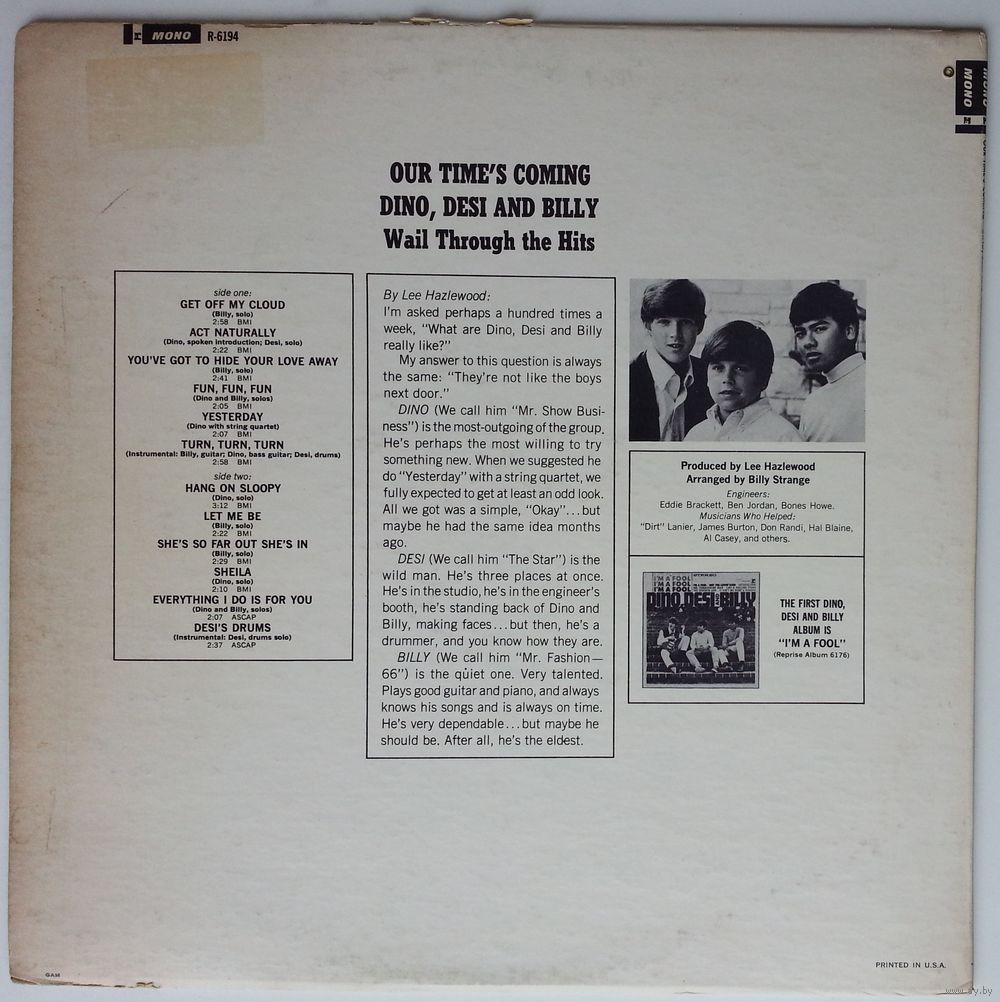 MONO R-6194
MONO
MONO
OUR TIME'S COMING
DINO, DESI AND BILLY
Wail Through the Hits
side one:
GET OFF MY CLOUD
(Billy, solo)
2:58 BMI
ACT NATURALLY
(Dino, spoken introduction; Desi, solo)
2:22 BMI
YOU'VE GOT TO HIDE YOUR LOVE AWAY
(Billy, solo)
2:41 BMI
FUN, FUN, FUN
(Dino and Billy, solos)
2:05 BMI
YESTERDAY
(Dino with string quartet)
2:07 BMI
TURN, TURN, TURN
(Instrumental: Billy, guitar; Dino, bass guitar; Desi, drums)
2:58 BMI
side two:
HANG ON SLOOPY
(Dino, solo)
3:12 BMI
LET ME BE
(Billy, solo)
2:22 BMI
SHE'S SO FAR OUT SHE'S IN
(Billy, solo)
2:29 BMI
SHEILA
(Dino, solo)
2:10 BMI
EVERYTHING I DO IS FOR YOU
(Dino and Billy, solos)
2:07 ASCAP
DESI'S DRUMS
(Instrumental: Desi, drums solo)
2:37 ASCAP
By Lee Hazlewood:
I'm asked perhaps a hundred times a
week, "What are Dino, Desi and Billy
really like?"
My answer to this question is always
the same: "They're not like the boys
next door."
DINO (We call him "Mr. Show Busi-
ness") is the most-outgoing of the group.
He's perhaps the most willing to try
something new. When we suggested he
do "Yesterday" with a string quartet, we
fully expected to get at least an odd look.
All we got was a simple, "Okay"...but
maybe he had the same idea months
ago.
DESI (We call him "The Star") is the
wild man. He's three places at once.
He's in the studio, he's in the engineer's
booth, he's standing back of Dino and
Billy, making faces...but then, he's a
drummer, and you know how they are.
BILLY (We call him "Mr. Fashion—
66") is the quiet one. Very talented.
Plays good guitar and piano, and always
knows his songs and is always on time.
He's very dependable...but maybe he
should be. After all, he's the eldest.
Produced by Lee Hazlewood
Arranged by Billy Strange
Engineers:
Eddie Brackett, Ben Jordan, Bones Howe.
Musicians Who Helped:
"Dirt" Lanier, James Burton, Don Randi, Hal Blaine,
Al Casey, and others.
I'M A FOOL STEREO
I'M A FOOL
I'M A FOOL
DINO, DESI AND BILLY
THE FIRST DINO,
DESI AND BILLY
ALBUM IS
"I'M A FOOL"
(Reprise Album 6176)
GAM
PRINTED IN U.S.A.
www.ay.by